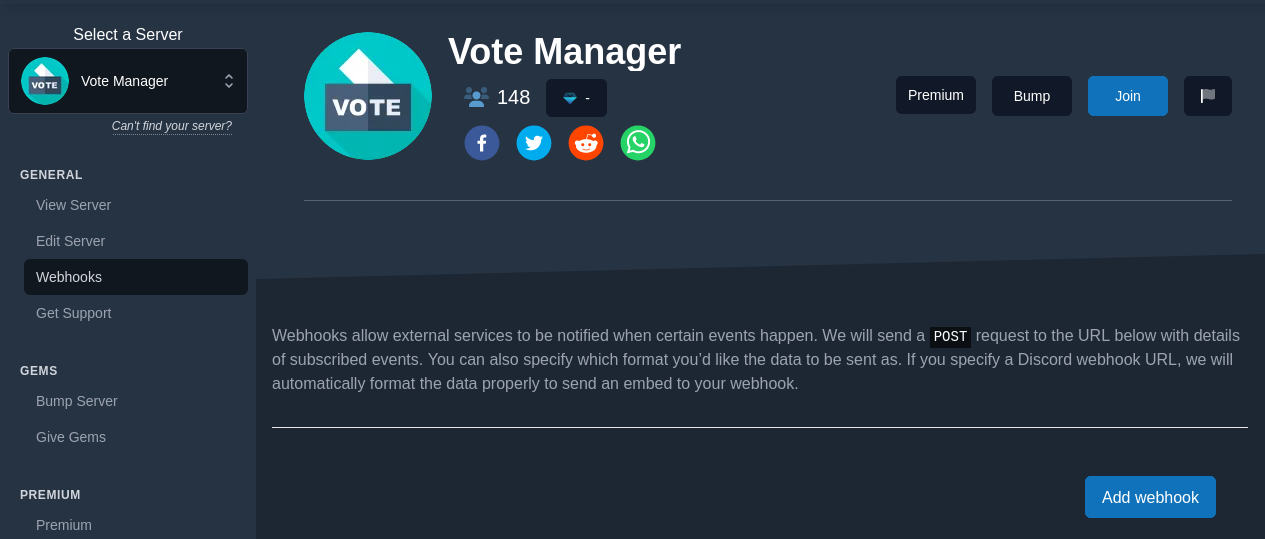 Select a Server
VOTE
Vote Manager
Can't find your server?
GENERAL
View Server
Edit Server
Webhooks
Get Support
GEMS
Bump Server
Give Gems
PREMIUM
Premium
VOTE
Vote Manager
148
-
Premium
Bump
Join
Webhooks allow external services to be notified when certain events happen. We will send a POST request to the URL below with details
of subscribed events. You can also specify which format you’d like the data to be sent as. If you specify a Discord webhook URL, we will
automatically format the data properly to send an embed to your webhook.
Add webhook